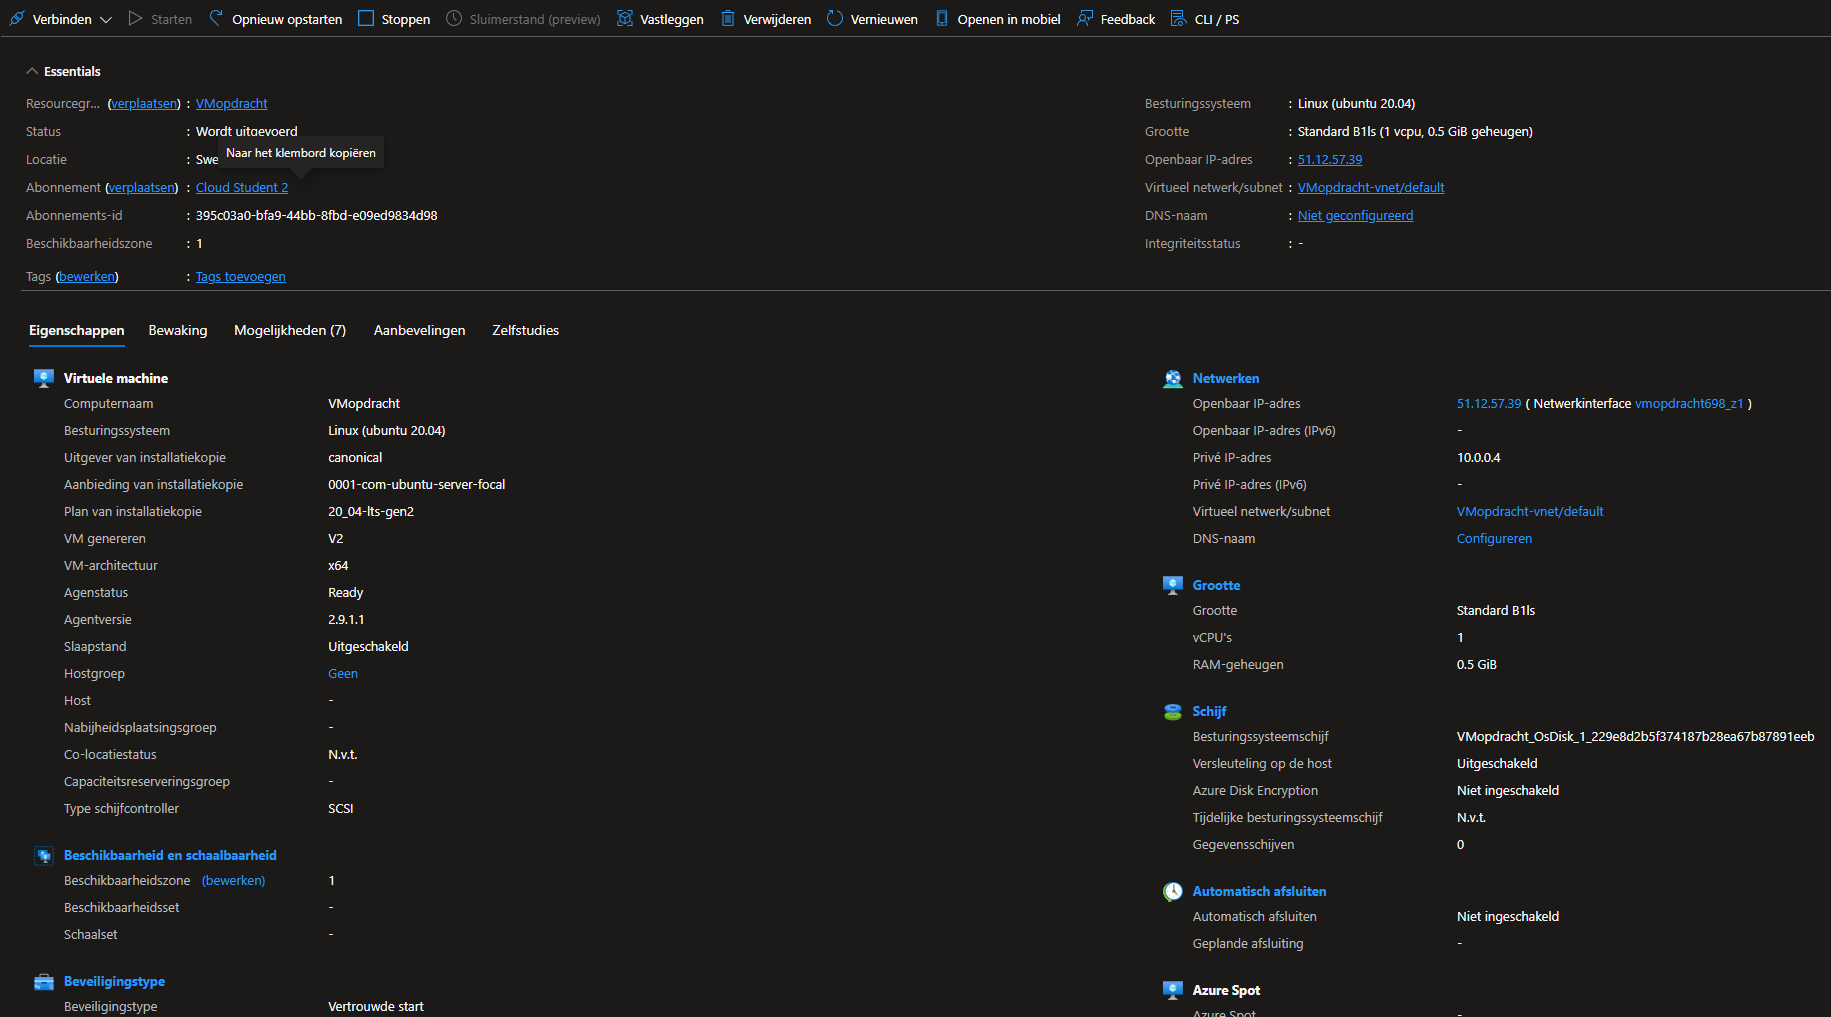 Verbinden Starten Opnieuw opstarten Stoppen Sluimerstand (preview) Vastleggen Verwijderen Vernieuwen Openen in mobiel Feedback CLI / PS
Essentials
Resourcegr... (verplaatsen) : VMopdracht
Status : Wordt uitgevoerd
Naar het klembord kopiëren
Locatie : Swe
Abonnement (verplaatsen) : Cloud Student 2
Abonnements-id : 395c03a0-bfa9-44bb-8fbd-e09ed9834d98
Beschikbaarheidszone : 1
Tags (bewerken) : Tags toevoegen
Besturingssysteem : Linux (ubuntu 20.04)
Grootte : Standard B1ls (1 vcpu, 0.5 GiB geheugen)
Openbaar IP-adres : 51.12.57.39
Virtueel netwerk/subnet : VMopdracht-vnet/default
DNS-naam : Niet geconfigureerd
Integriteitsstatus : -
Eigenschappen Bewaking Mogelijkheden (7) Aanbevelingen Zelfstudies
Virtuele machine
Computernaam VMopdracht
Besturingssysteem Linux (ubuntu 20.04)
Uitgever van installatiekopie canonical
Aanbieding van installatiekopie 0001-com-ubuntu-server-focal
Plan van installatiekopie 20_04-lts-gen2
VM genereren V2
VM-architectuur x64
Agenstatus Ready
Agentversie 2.9.1.1
Slaapstand Uitgeschakeld
Hostgroep Geen
Host -
Nabijheidsplaatsingsgroep -
Co-locatiestatus N.v.t.
Capaciteitsreserveringsgroep -
Type schijfcontroller SCSI
Beschikbaarheid en schaalbaarheid
Beschikbaarheidszone (bewerken) 1
Beschikbaarheidsset -
Schaalset -
Beveiligingstype
Beveiligingstype Vertrouwde start
Netwerken
Openbaar IP-adres 51.12.57.39 ( Netwerkinterface vmopdracht698_z1 )
Openbaar IP-adres (IPv6) -
Privé IP-adres 10.0.0.4
Privé IP-adres (IPv6) -
Virtueel netwerk/subnet VMopdracht-vnet/default
DNS-naam Configureren
Grootte
Grootte Standard B1ls
vCPU's 1
RAM-geheugen 0.5 GiB
Schijf
Besturingssysteemschijf VMopdracht_OsDisk_1_229e8d2b5f374187b28ea67b87891eeb
Versleuteling op de host Uitgeschakeld
Azure Disk Encryption Niet ingeschakeld
Tijdelijke besturingssysteemschijf N.v.t.
Gegevensschijven 0
Automatisch afsluiten
Automatisch afsluiten Niet ingeschakeld
Geplande afsluiting -
Azure Spot
Azure Spot -